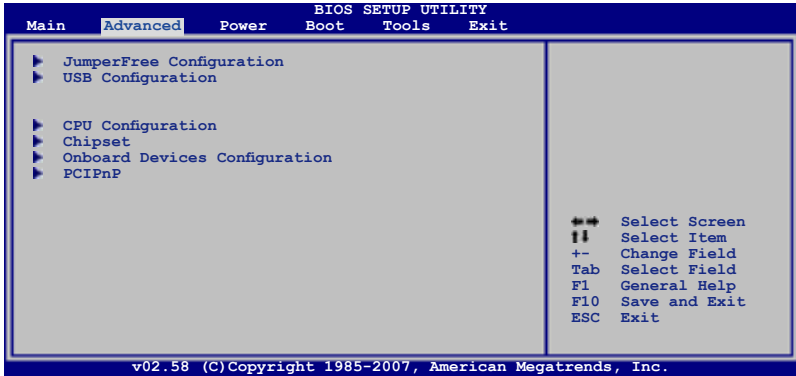 BIOS SETUP UTILITY
Main Advanced Power Boot Tools Exit
JumperFree Configuration
USB Configuration
CPU Configuration
Chipset
Onboard Devices Configuration
PCIPnP
Select Screen
Select Item
+- Change Field
Tab Select Field
F1 General Help
F10 Save and Exit
ESC Exit
v02.58 (C)Copyright 1985-2007, American Megatrends, Inc.